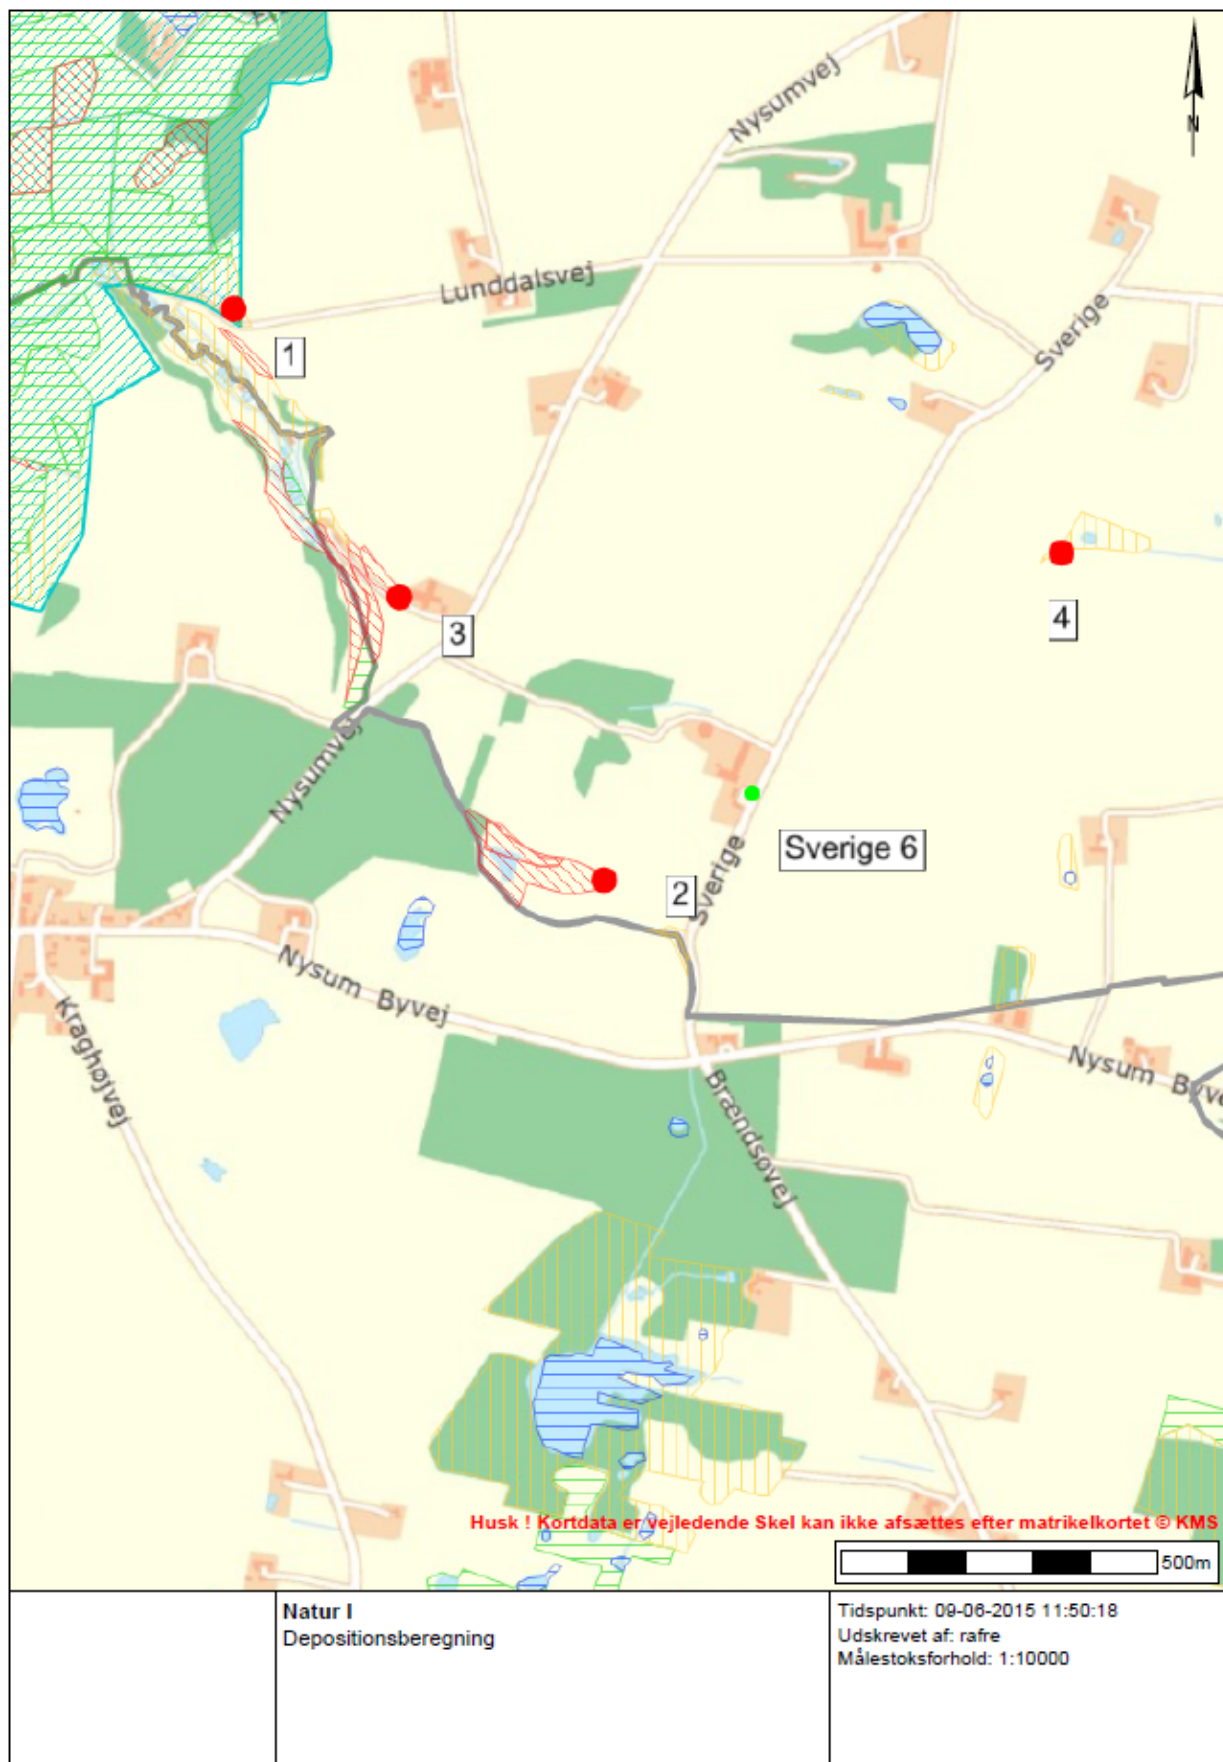 Nysumvej
N
Lunddalsvej
Sverige
1
3
4
Nysumvej
Sverige 6
2
Sverige
Nysum Byvej
Kraghøjvej
Nysum Byve
Brændsøvej
Husk ! Kortdata er vejledende Skel kan ikke afsættes efter matrikelkortet © KMS
500m
Natur I
Depositionsberegning
Tidspunkt: 09-06-2015 11:50:18
Udskrevet af: rafre
Målestoksforhold: 1:10000